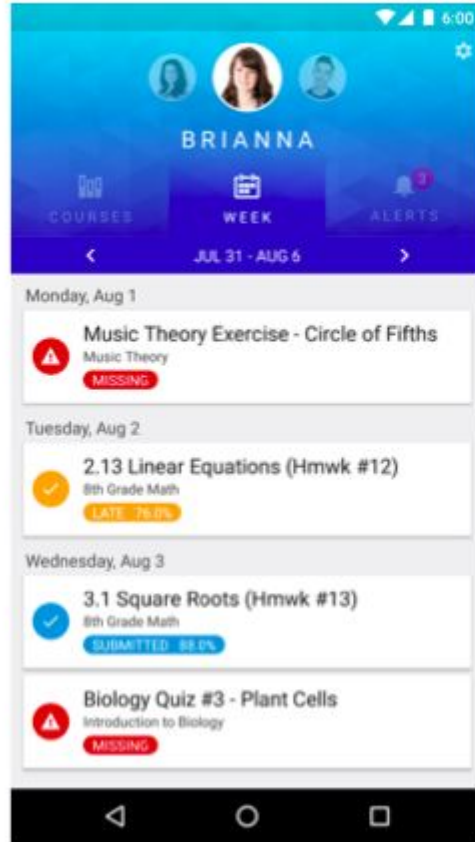 6:00
BRIANNA
3
COURSES
WEEK
ALERTS
JUL 31 - AUG 6
Monday, Aug 1
Music Theory Exercise - Circle of Fifths
Music Theory
MISSING
Tuesday, Aug 2
2.13 Linear Equations (Hmwk #12)
8th Grade Math
LATE 76.0%
Wednesday, Aug 3
3.1 Square Roots (Hmwk #13)
8th Grade Math
SUBMITTED 88.0%
Biology Quiz #3 - Plant Cells
Introduction to Biology
MISSING